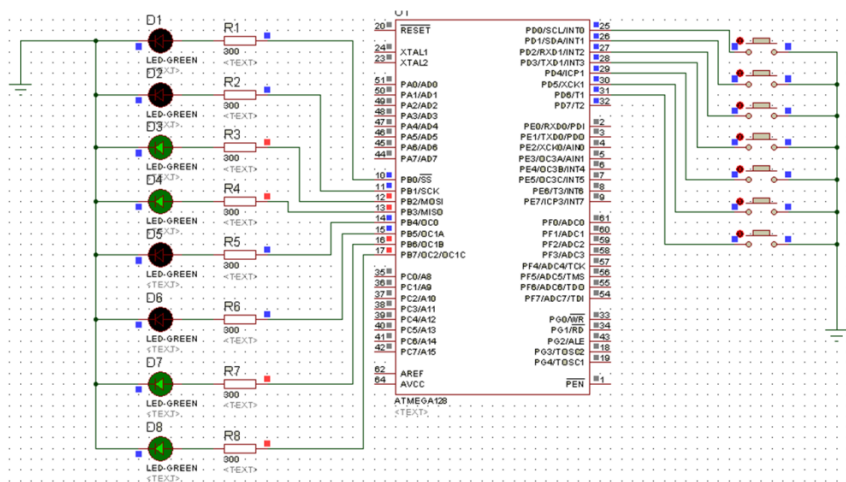 D1
R1
300
LED-GREEN
<TEXT>
<TEXT>
D2
R2
300
LED-GREEN
<TEXT>
<TEXT>
D3
R3
300
LED-GREEN
<TEXT>
<TEXT>
D4
R4
300
LED-GREEN
<TEXT>
<TEXT>
D5
R5
300
LED-GREEN
<TEXT>
<TEXT>
D6
R6
300
LED-GREEN
<TEXT>
<TEXT>
D7
R7
300
LED-GREEN
<TEXT>
<TEXT>
D8
R8
300
LED-GREEN
<TEXT>
<TEXT>
U1
20 RESET
24 XTAL1
23 XTAL2
51 PA0/AD0
50 PA1/AD1
49 PA2/AD2
48 PA3/AD3
47 PA4/AD4
46 PA5/AD5
45 PA6/AD6
44 PA7/AD7
10 PB0/SS
11 PB1/SCK
12 PB2/MOSI
13 PB3/MISO
14 PB4/OC0
15 PB5/OC1A
16 PB6/OC1B
17 PB7/OC2/OC1C
35 PC0/A8
36 PC1/A9
37 PC2/A10
38 PC3/A11
39 PC4/A12
40 PC5/A13
41 PC6/A14
42 PC7/A15
62 AREF
64 AVCC
PD0/SCL/INT0 25
PD1/SDA/INT1 26
PD2/RXD1/INT2 27
PD3/TXD1/INT3 28
PD4/ICP1 29
PD5/XCK1 30
PD6/T1 31
PD7/T2 32
PE0/RXD0/PDI 2
PE1/TXD0/PDO 3
PE2/XCK0/AIN0 4
PE3/OC3A/AIN1 5
PE4/OC3B/INT4 6
PE5/OC3C/INT5 7
PE6/T3/INT6 8
PE7/ICP3/INT7 9
PF0/ADC0 61
PF1/ADC1 60
PF2/ADC2 59
PF3/ADC3 58
PF4/ADC4/TCK 57
PF5/ADC5/TMS 56
PF6/ADC6/TDO 55
PF7/ADC7/TDI 54
PG0/WR 33
PG1/RD 34
PG2/ALE 43
PG3/TOSC2 18
PG4/TOSC1 19
PEN 1
ATMEGA128
<TEXT>